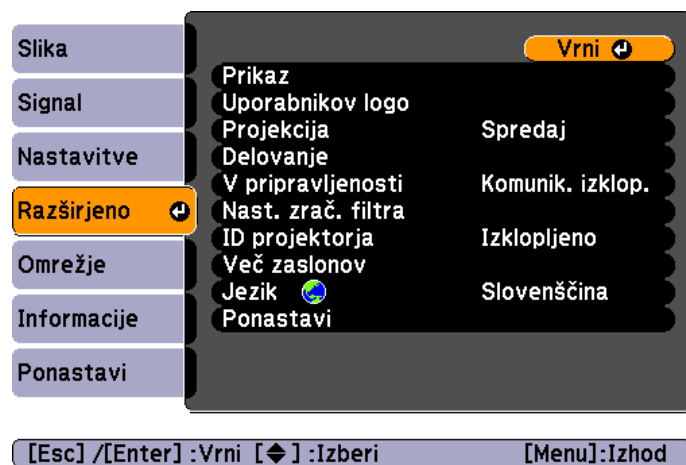 Slika
Signal
Nastavitve
Razširjeno
Omrežje
Informacije
Ponastavi
Vrni
Prikaz
Uporabnikov logo
Projekcija Spredaj
Delovanje
V pripravljenosti Komunik. izklop.
Nast. zrač. filtra
ID projektorja Izklopljeno
Več zaslonov
Jezik Slovenščina
Ponastavi
[Esc] /[Enter] :Vrni [◆] :Izberi [Menu]:Izhod